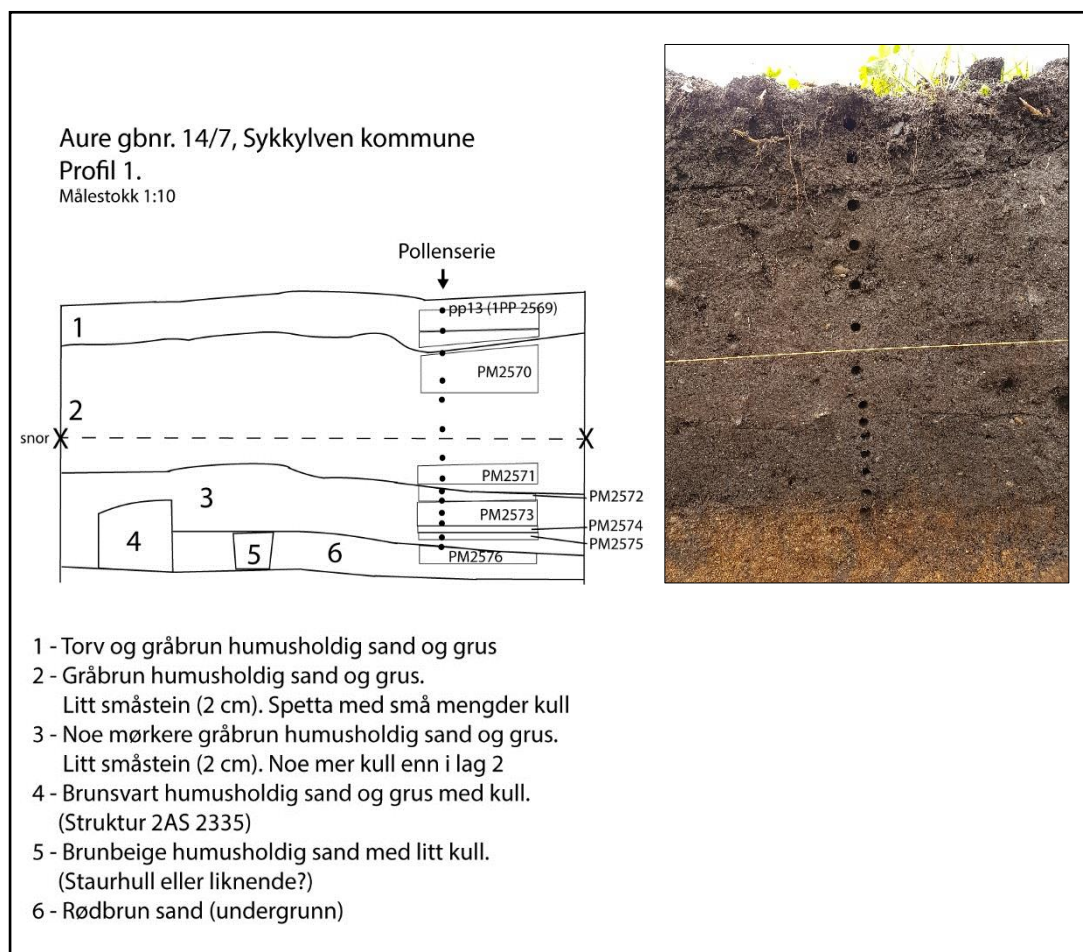 Aure gbnr. 14/7, Sykkylven kommune
Profil 1.
Målestokk 1:10
Pollenserie
pp13 (1PP 2569)
1
PM2570
2
snor X X
PM2571
3
PM2572
PM2573
4
PM2574
5
6
PM2575
PM2576
1 - Torv og gråbrun humusholdig sand og grus
2 - Gråbrun humusholdig sand og grus.
Litt småstein (2 cm). Spetta med små mengder kull
3 - Noe mørkere gråbrun humusholdig sand og grus.
Litt småstein (2 cm). Noe mer kull enn i lag 2
4 - Brunsvart humusholdig sand og grus med kull.
(Struktur 2AS 2335)
5 - Brunbeige humusholdig sand med litt kull.
(Staurhull eller liknende?)
6 - Rødbrun sand (undergrunn)